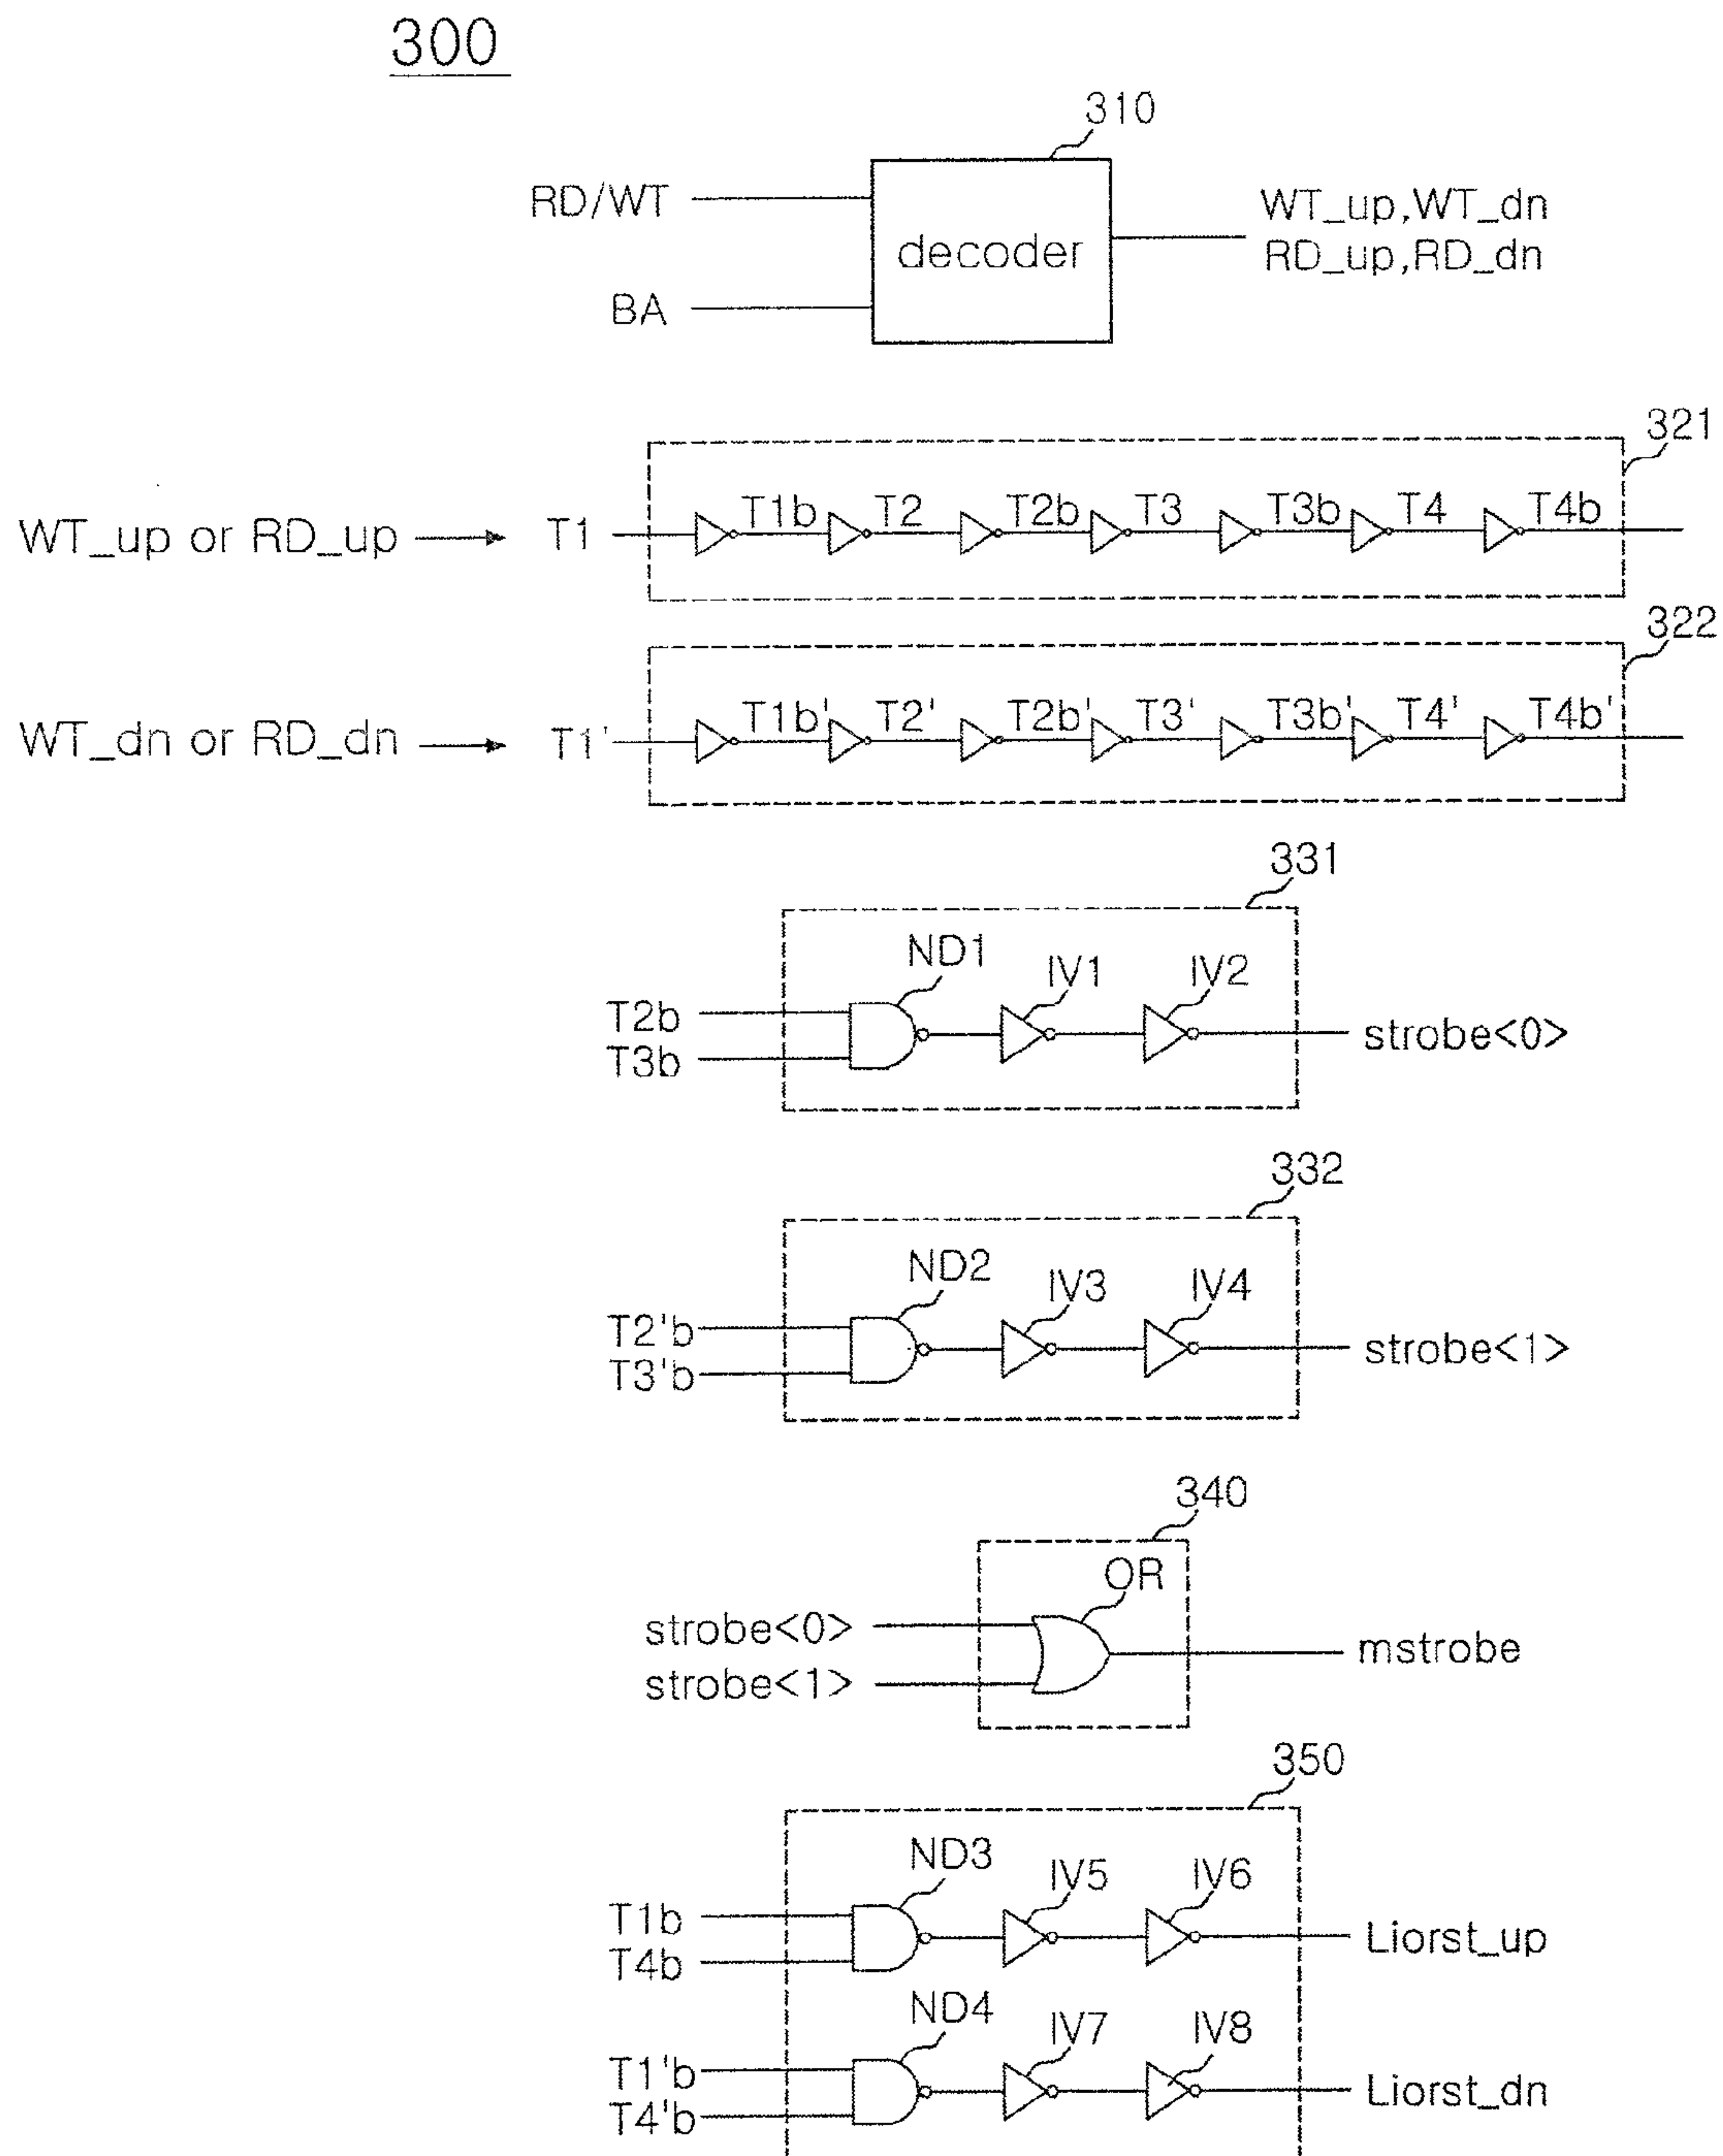 300
310
RD/WT
BA
decoder
WT_up,WT_dn
RD_up,RD_dn
321
WT_up or RD_up
T1
T1b
T2
T2b
T3
T3b
T4
T4b
322
WT_dn or RD_dn
T1'
T1b'
T2'
T2b'
T3'
T3b'
T4'
T4b'
331
ND1
IV1
IV2
T2b
T3b
strobe<0>
332
ND2
IV3
IV4
T2'b
T3'b
strobe<1>
340
OR
strobe<0>
strobe<1>
mstrobe
350
ND3
IV5
IV6
T1b
T4b
Liorst_up
ND4
IV7
IV8
T1'b
T4'b
Liorst_dn